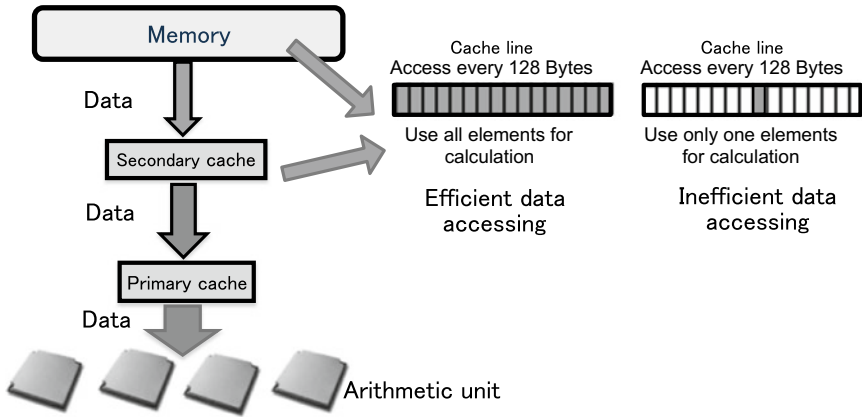 Memory
Data
Secondary cache
Data
Primary cache
Data
Arithmetic unit
Cache line
Access every 128 Bytes
Use all elements for
calculation
Efficient data
accessing
Cache line
Access every 128 Bytes
Use only one elements
for calculation
Inefficient data
accessing